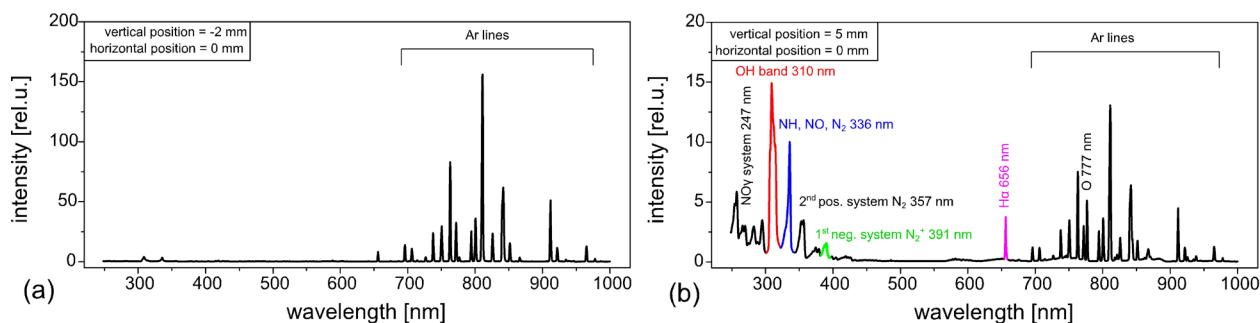 vertical position = -2 mm
horizontal position = 0 mm
Ar lines
200
150
100
50
0
intensity [rel.u.]
200 300 400 500 600 700 800 900 1000
wavelength [nm]
(a)
vertical position = 5 mm
horizontal position = 0 mm
Ar lines
OH band 310 nm
NOγ system 247 nm
NH, NO, N₂ 336 nm
2ⁿᵈ pos. system N₂ 357 nm
1ˢᵗ neg. system N₂⁺ 391 nm
Hα 656 nm
O 777 nm
20
15
10
5
0
intensity [rel.u.]
300 400 500 600 700 800 900 1000
wavelength [nm]
(b)